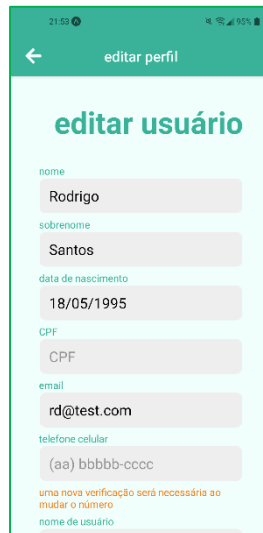 21:53 95%
editar perfil
editar usuário
nome
Rodrigo
sobrenome
Santos
data de nascimento
18/05/1995
CPF
CPF
email
rd@test.com
telefone celular
(aa) bbbbb-cccc
uma nova verificação será necessária ao
mudar o número
nome de usuário